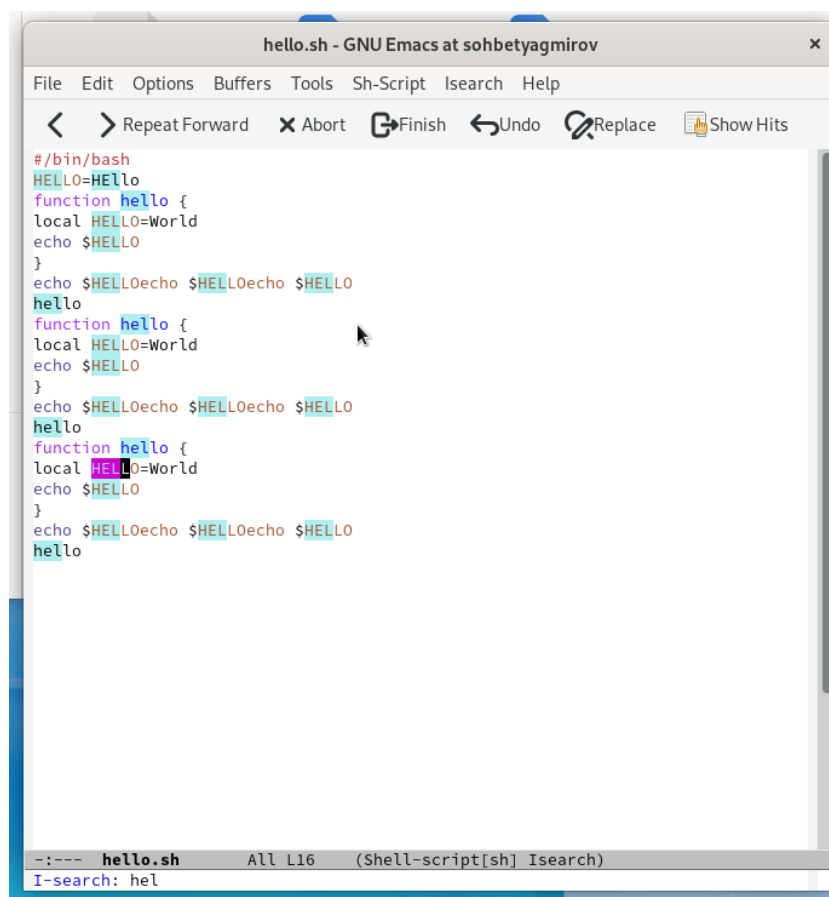 hello.sh - GNU Emacs at sohbetyagmirov ×
File Edit Options Buffers Tools Sh-Script Isearch Help
Repeat Forward Abort Finish Undo Replace Show Hits
#/bin/bash
HELLO=HEllo
function hello {
local HELLO=World
echo $HELLO
}
echo $HELLOecho $HELLOecho $HELLO
hello
function hello {
local HELLO=World
echo $HELLO
}
echo $HELLOecho $HELLOecho $HELLO
hello
function hello {
local HELLO=World
echo $HELLO
}
echo $HELLOecho $HELLOecho $HELLO
hello
-:--- hello.sh All L16 (Shell-script[sh] Isearch)
I-search: hel